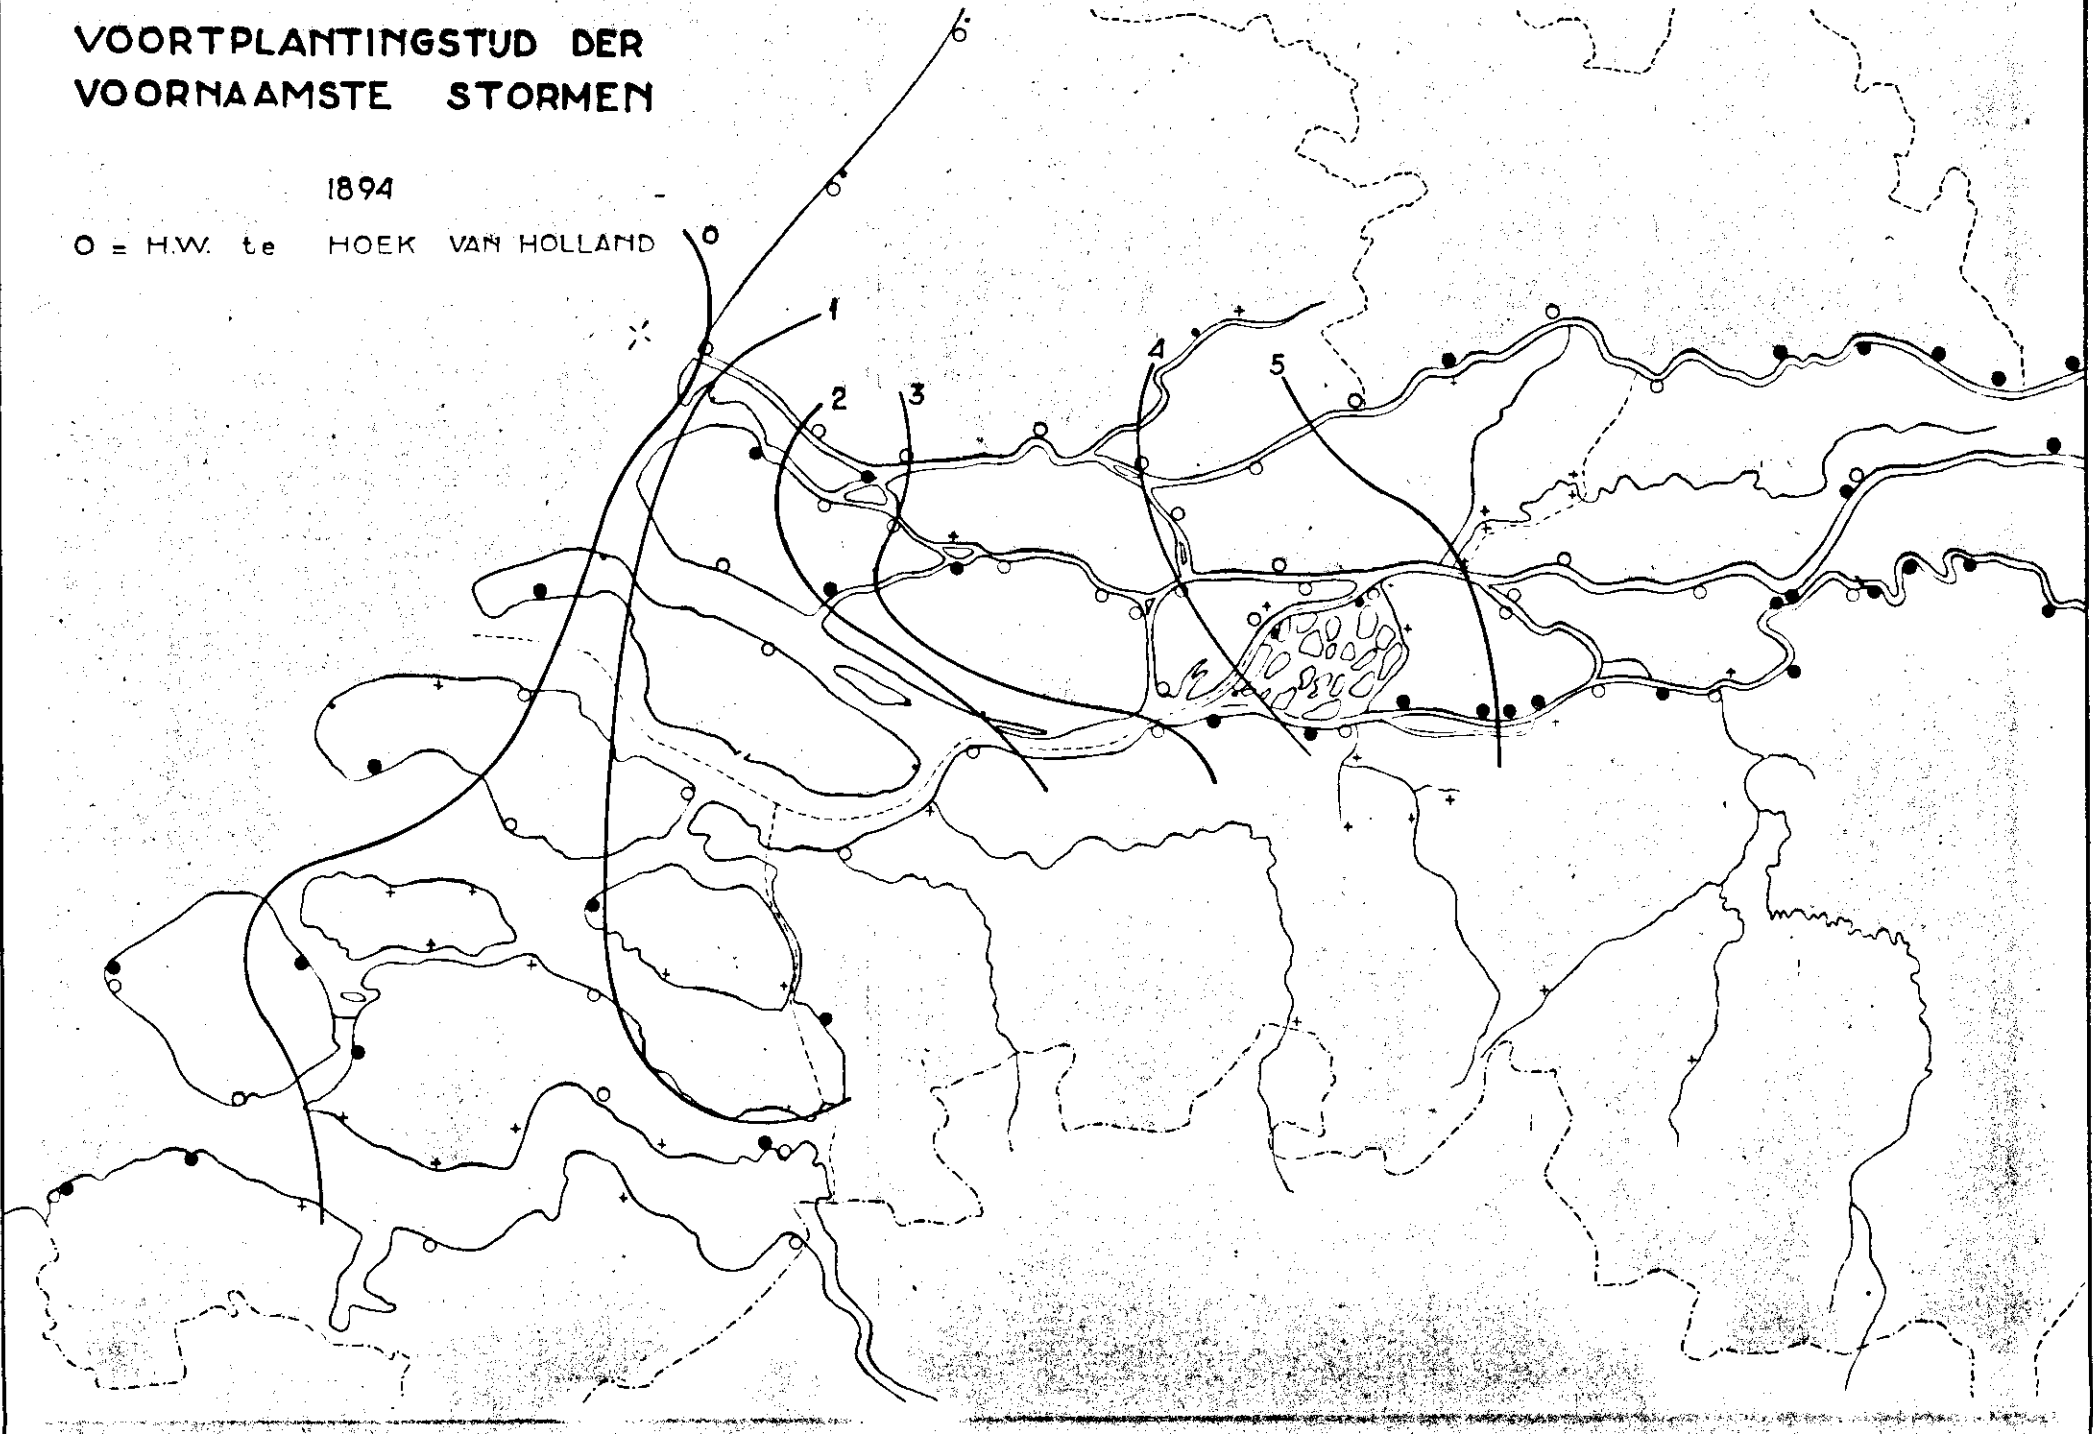 VOORTPLANTINGSTIJD DER
VOORNAAMSTE STORMEN
1894
O = H.W. te HOEK VAN HOLLAND
0
1
2
3
4
5